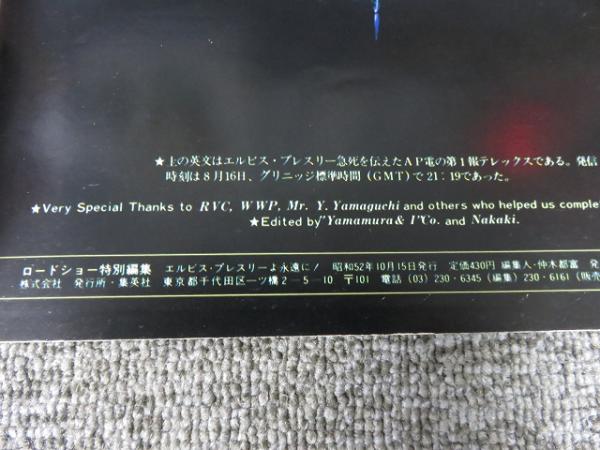 ★上の英文はエルビス・プレスリー急死を伝えたAP電の第1報テレックスである。発信
時刻は8月16日、グリニッジ標準時間（GMT）で21：19であった。
★Very Special Thanks to RVC, WWP, Mr. Y. Yamaguchi and others who helped us comple
★Edited by "Yamamura & I" Co. and Nakaki.
ロードショー特別編集 エルビス・プレスリーよ永遠に！ 昭和52年10月15日発行 定価430円 編集人・仲木都富 発
株式会社 発行所・集英社 東京都千代田区一ツ橋2－5－10 〒101 電話（03）230・6345（編集）230・6161（販売